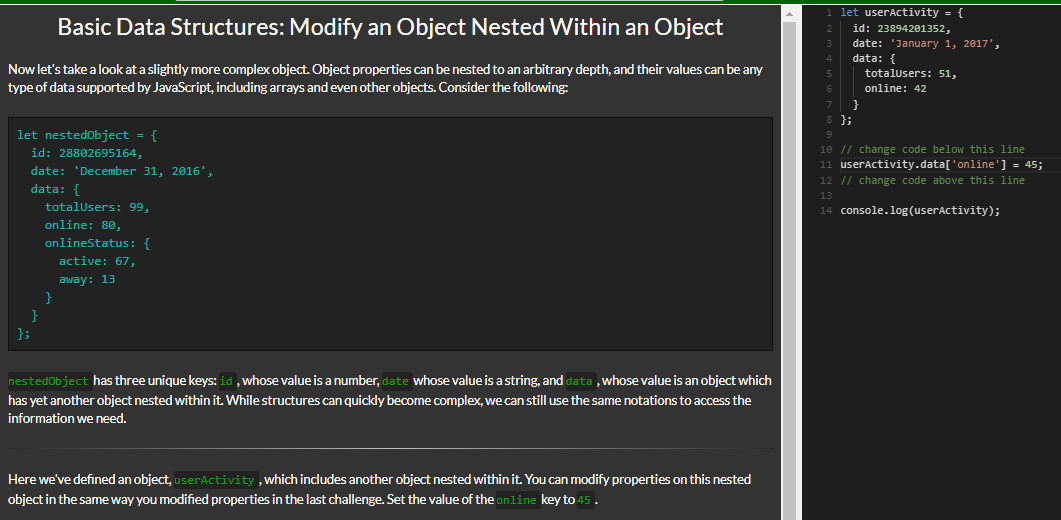 Basic Data Structures: Modify an Object Nested Within an Object
Now let's take a look at a slightly more complex object. Object properties can be nested to an arbitrary depth, and their values can be any
type of data supported by JavaScript, including arrays and even other objects. Consider the following:
let nestedObject = {
  id: 28802695164,
  date: 'December 31, 2016',
  data: {
    totalUsers: 99,
    online: 80,
    onlineStatus: {
      active: 67,
      away: 13
    }
  }
};
nestedObject has three unique keys: id , whose value is a number, date whose value is a string, and data , whose value is an object which
has yet another object nested within it. While structures can quickly become complex, we can still use the same notations to access the
information we need.
Here we've defined an object, userActivity , which includes another object nested within it. You can modify properties on this nested
object in the same way you modified properties in the last challenge. Set the value of the online key to 45 .
1 let userActivity = {
2   id: 23894201352,
3   date: 'January 1, 2017',
4   data: {
5     totalUsers: 51,
6     online: 42
7   }
8 };
9
10 // change code below this line
11 userActivity.data['online'] = 45;
12 // change code above this line
13
14 console.log(userActivity);